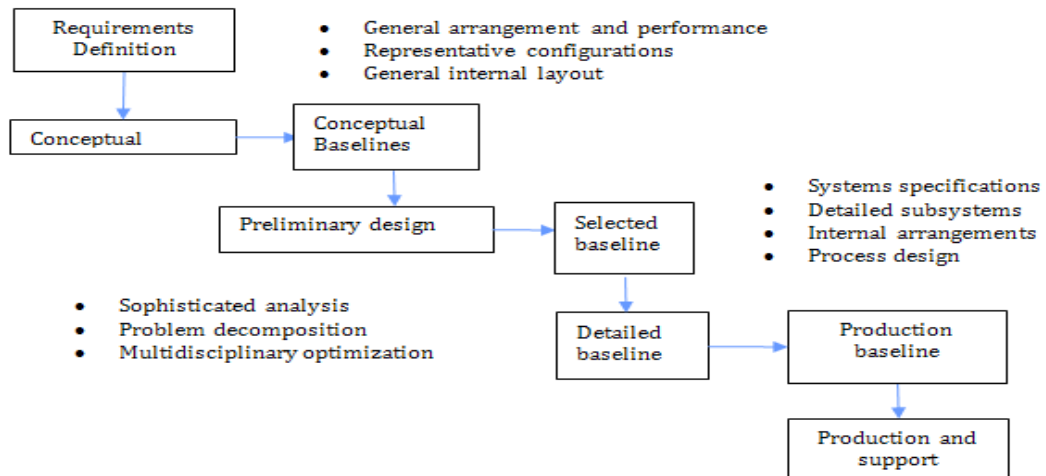 Requirements
Definition
• General arrangement and performance
• Representative configurations
• General internal layout
Conceptual
Conceptual
Baselines
Preliminary design
Selected
baseline
• Systems specifications
• Detailed subsystems
• Internal arrangements
• Process design
• Sophisticated analysis
• Problem decomposition
• Multidisciplinary optimization
Detailed
baseline
Production
baseline
Production and
support